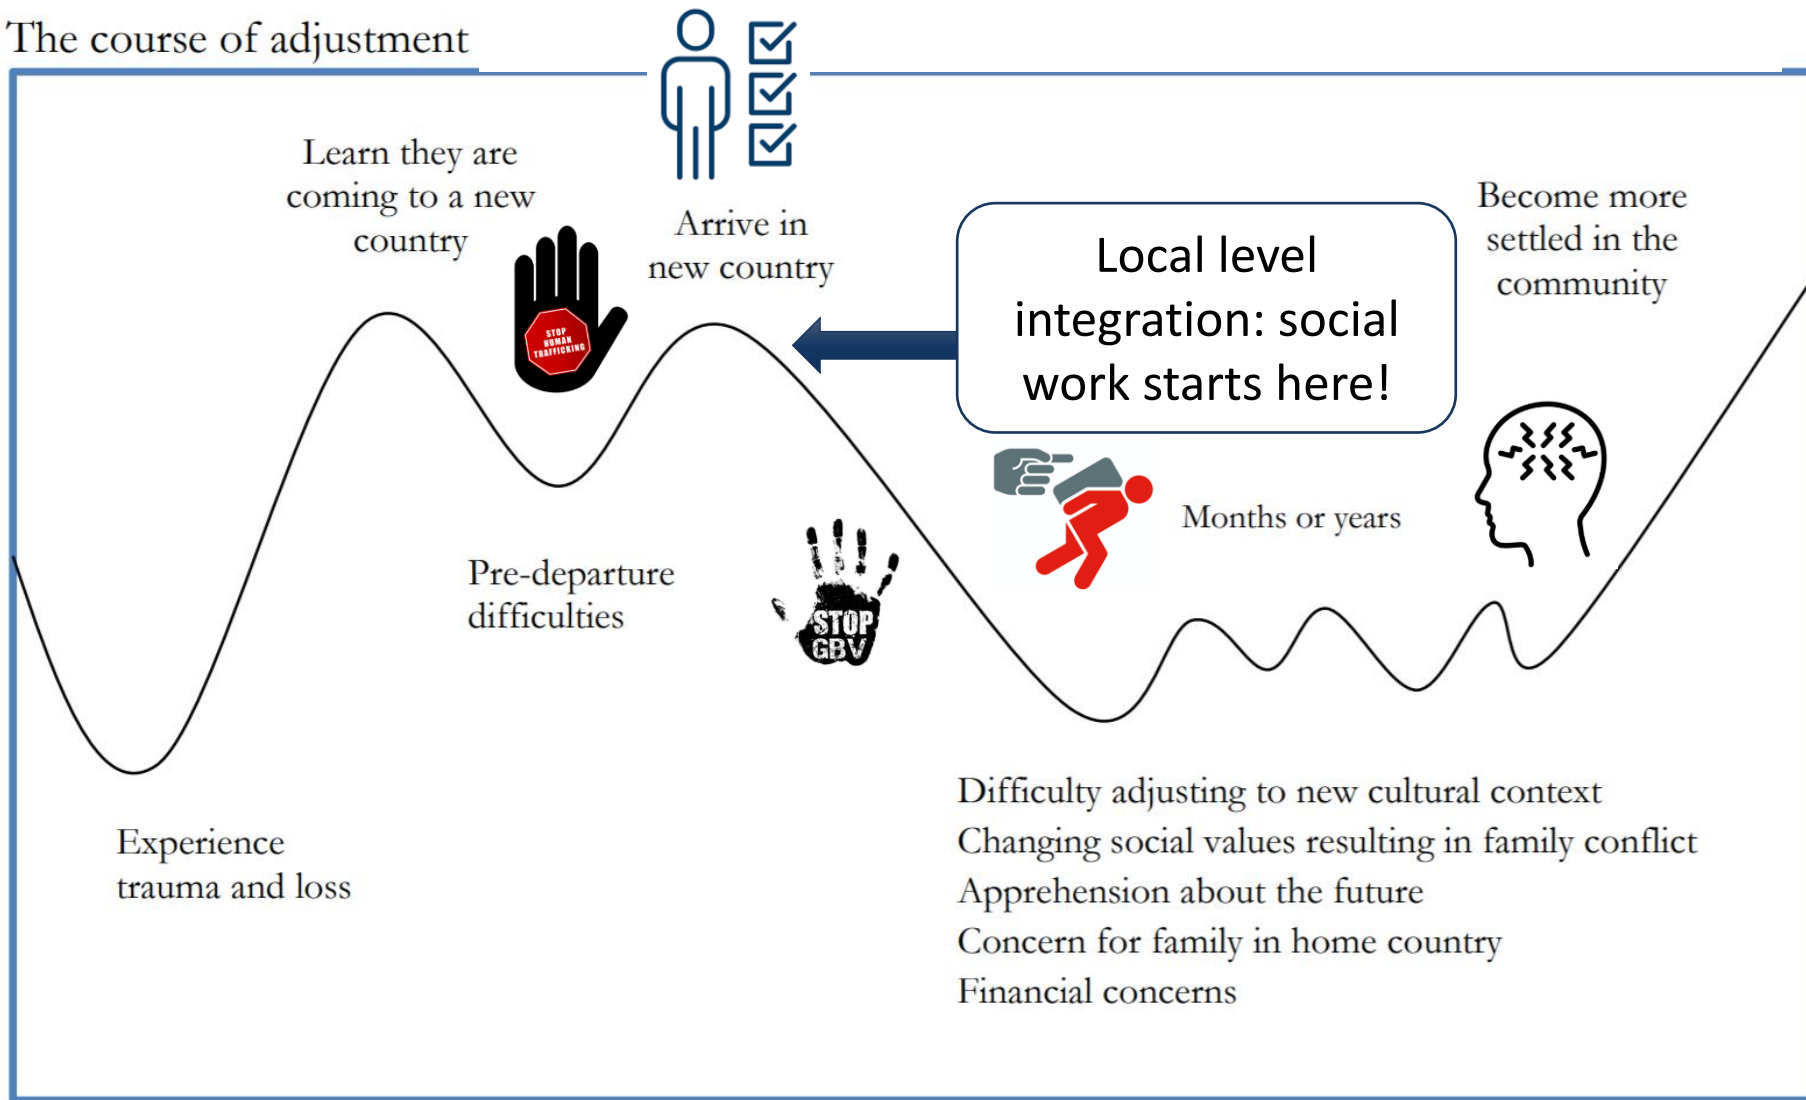 The course of adjustment
Learn they are
coming to a new
country
STOP
HUMAN
TRAFFICKING
Arrive in
new country
Local level
integration: social
work starts here!
Become more
settled in the
community
Months or years
Pre-departure
difficulties
STOP
GBV
Experience
trauma and loss
Difficulty adjusting to new cultural context
Changing social values resulting in family conflict
Apprehension about the future
Concern for family in home country
Financial concerns